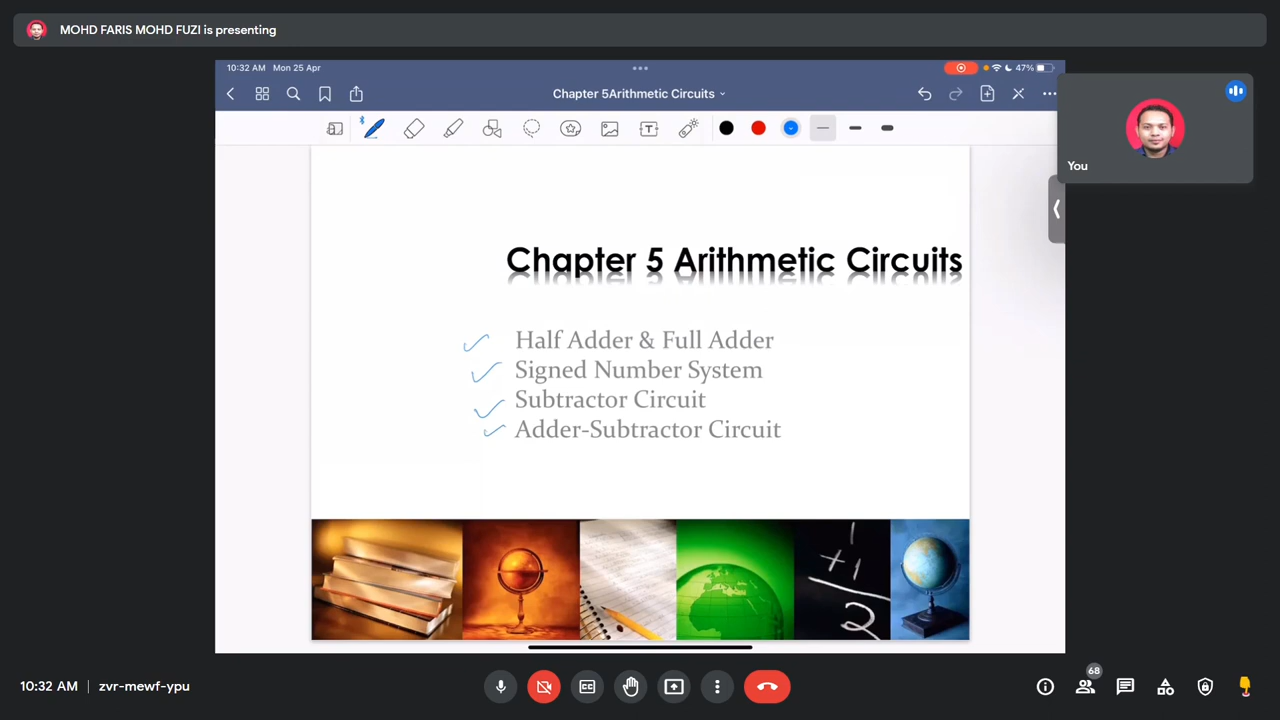 MOHD FARIS MOHD FUZI is presenting
10:32 AM Mon 25 Apr
47%
Chapter 5Arithmetic Circuits
T
You
Chapter 5 Arithmetic Circuits
Half Adder & Full Adder
Signed Number System
Subtractor Circuit
Adder-Subtractor Circuit
1
+1
2
10:32 AM | zvr-mewf-ypu
CC
68